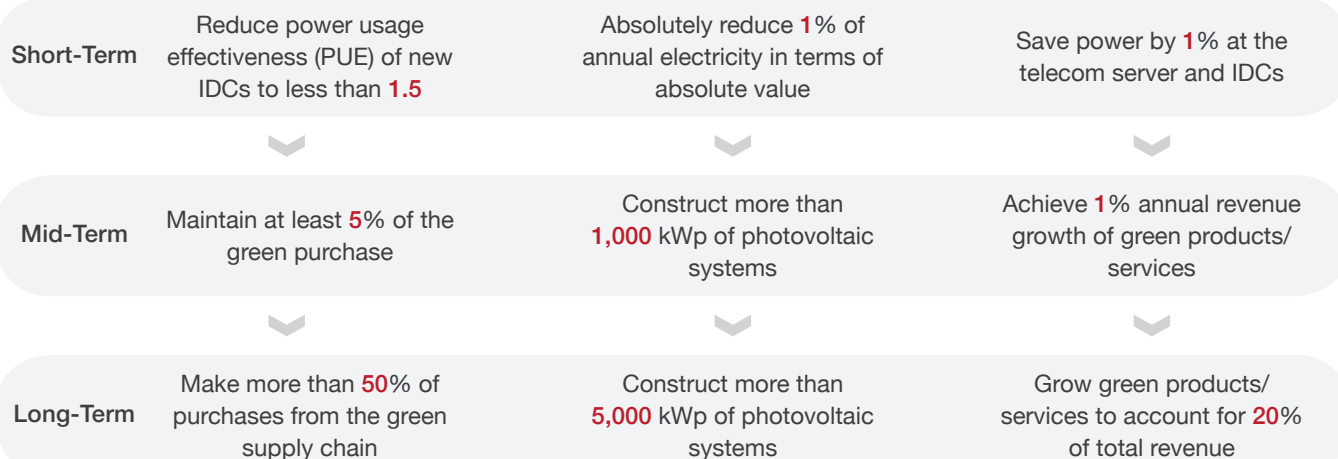 Short-Term
Reduce power usage
effectiveness (PUE) of new
IDCs to less than 1.5
Absolutely reduce 1% of
annual electricity in terms of
absolute value
Save power by 1% at the
telecom server and IDCs
Mid-Term
Maintain at least 5% of the
green purchase
Construct more than
1,000 kWp of photovoltaic
systems
Achieve 1% annual revenue
growth of green products/
services
Long-Term
Make more than 50% of
purchases from the green
supply chain
Construct more than
5,000 kWp of photovoltaic
systems
Grow green products/
services to account for 20%
of total revenue